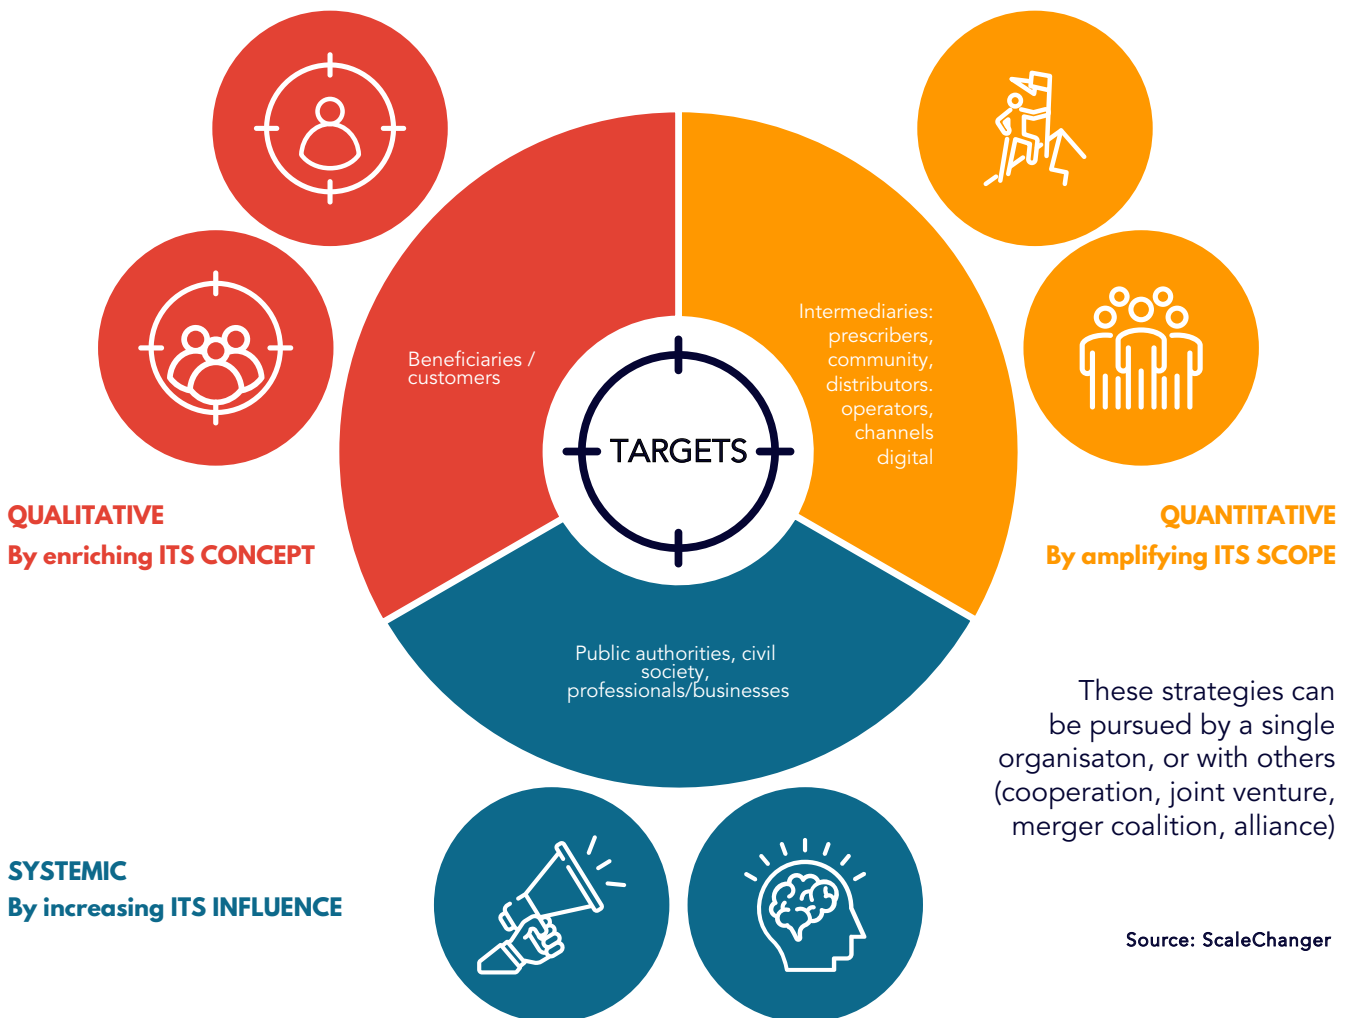 Beneficiaries /
customers
Intermediaries:
prescribers,
community,
distributors.
operators,
channels
digital
TARGETS
QUALITATIVE
By enriching ITS CONCEPT
QUANTITATIVE
By amplifying ITS SCOPE
Public authorities, civil
society,
professionals/businesses
These strategies can
be pursued by a single
organisaton, or with others
(cooperation, joint venture,
merger coalition, alliance)
SYSTEMIC
By increasing ITS INFLUENCE
Source: ScaleChanger